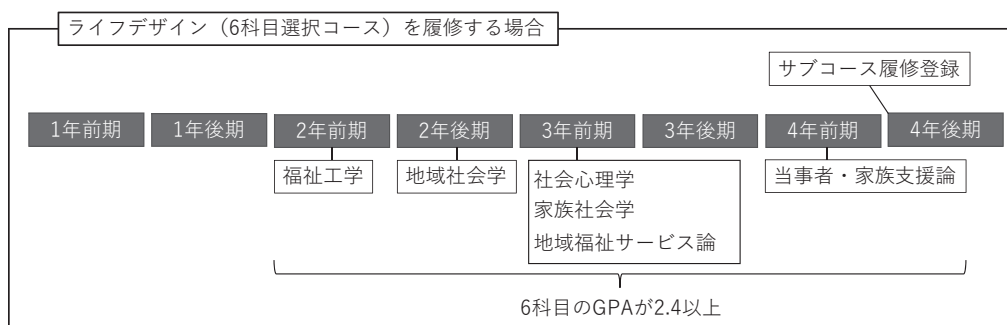 ライフデザイン（6科目選択コース）を履修する場合
サブコース履修登録
1年前期
1年後期
2年前期
2年後期
3年前期
3年後期
4年前期
4年後期
福祉工学
地域社会学
社会心理学
家族社会学
地域福祉サービス論
当事者・家族支援論
6科目のGPAが2.4以上